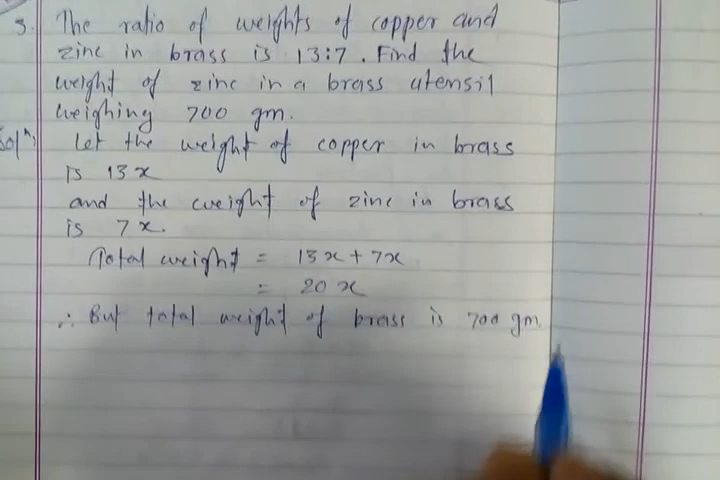 3. The ratio of weights of copper and
zinc in brass is 13:7. Find the
weight of zinc in a brass utensil
weighing 700 gm.
Solⁿ: Let the weight of copper in brass
is 13x
and the weight of zinc in brass
is 7x.
Total weight = 13x + 7x
= 20x
∴ But total weight of brass is 700 gm.